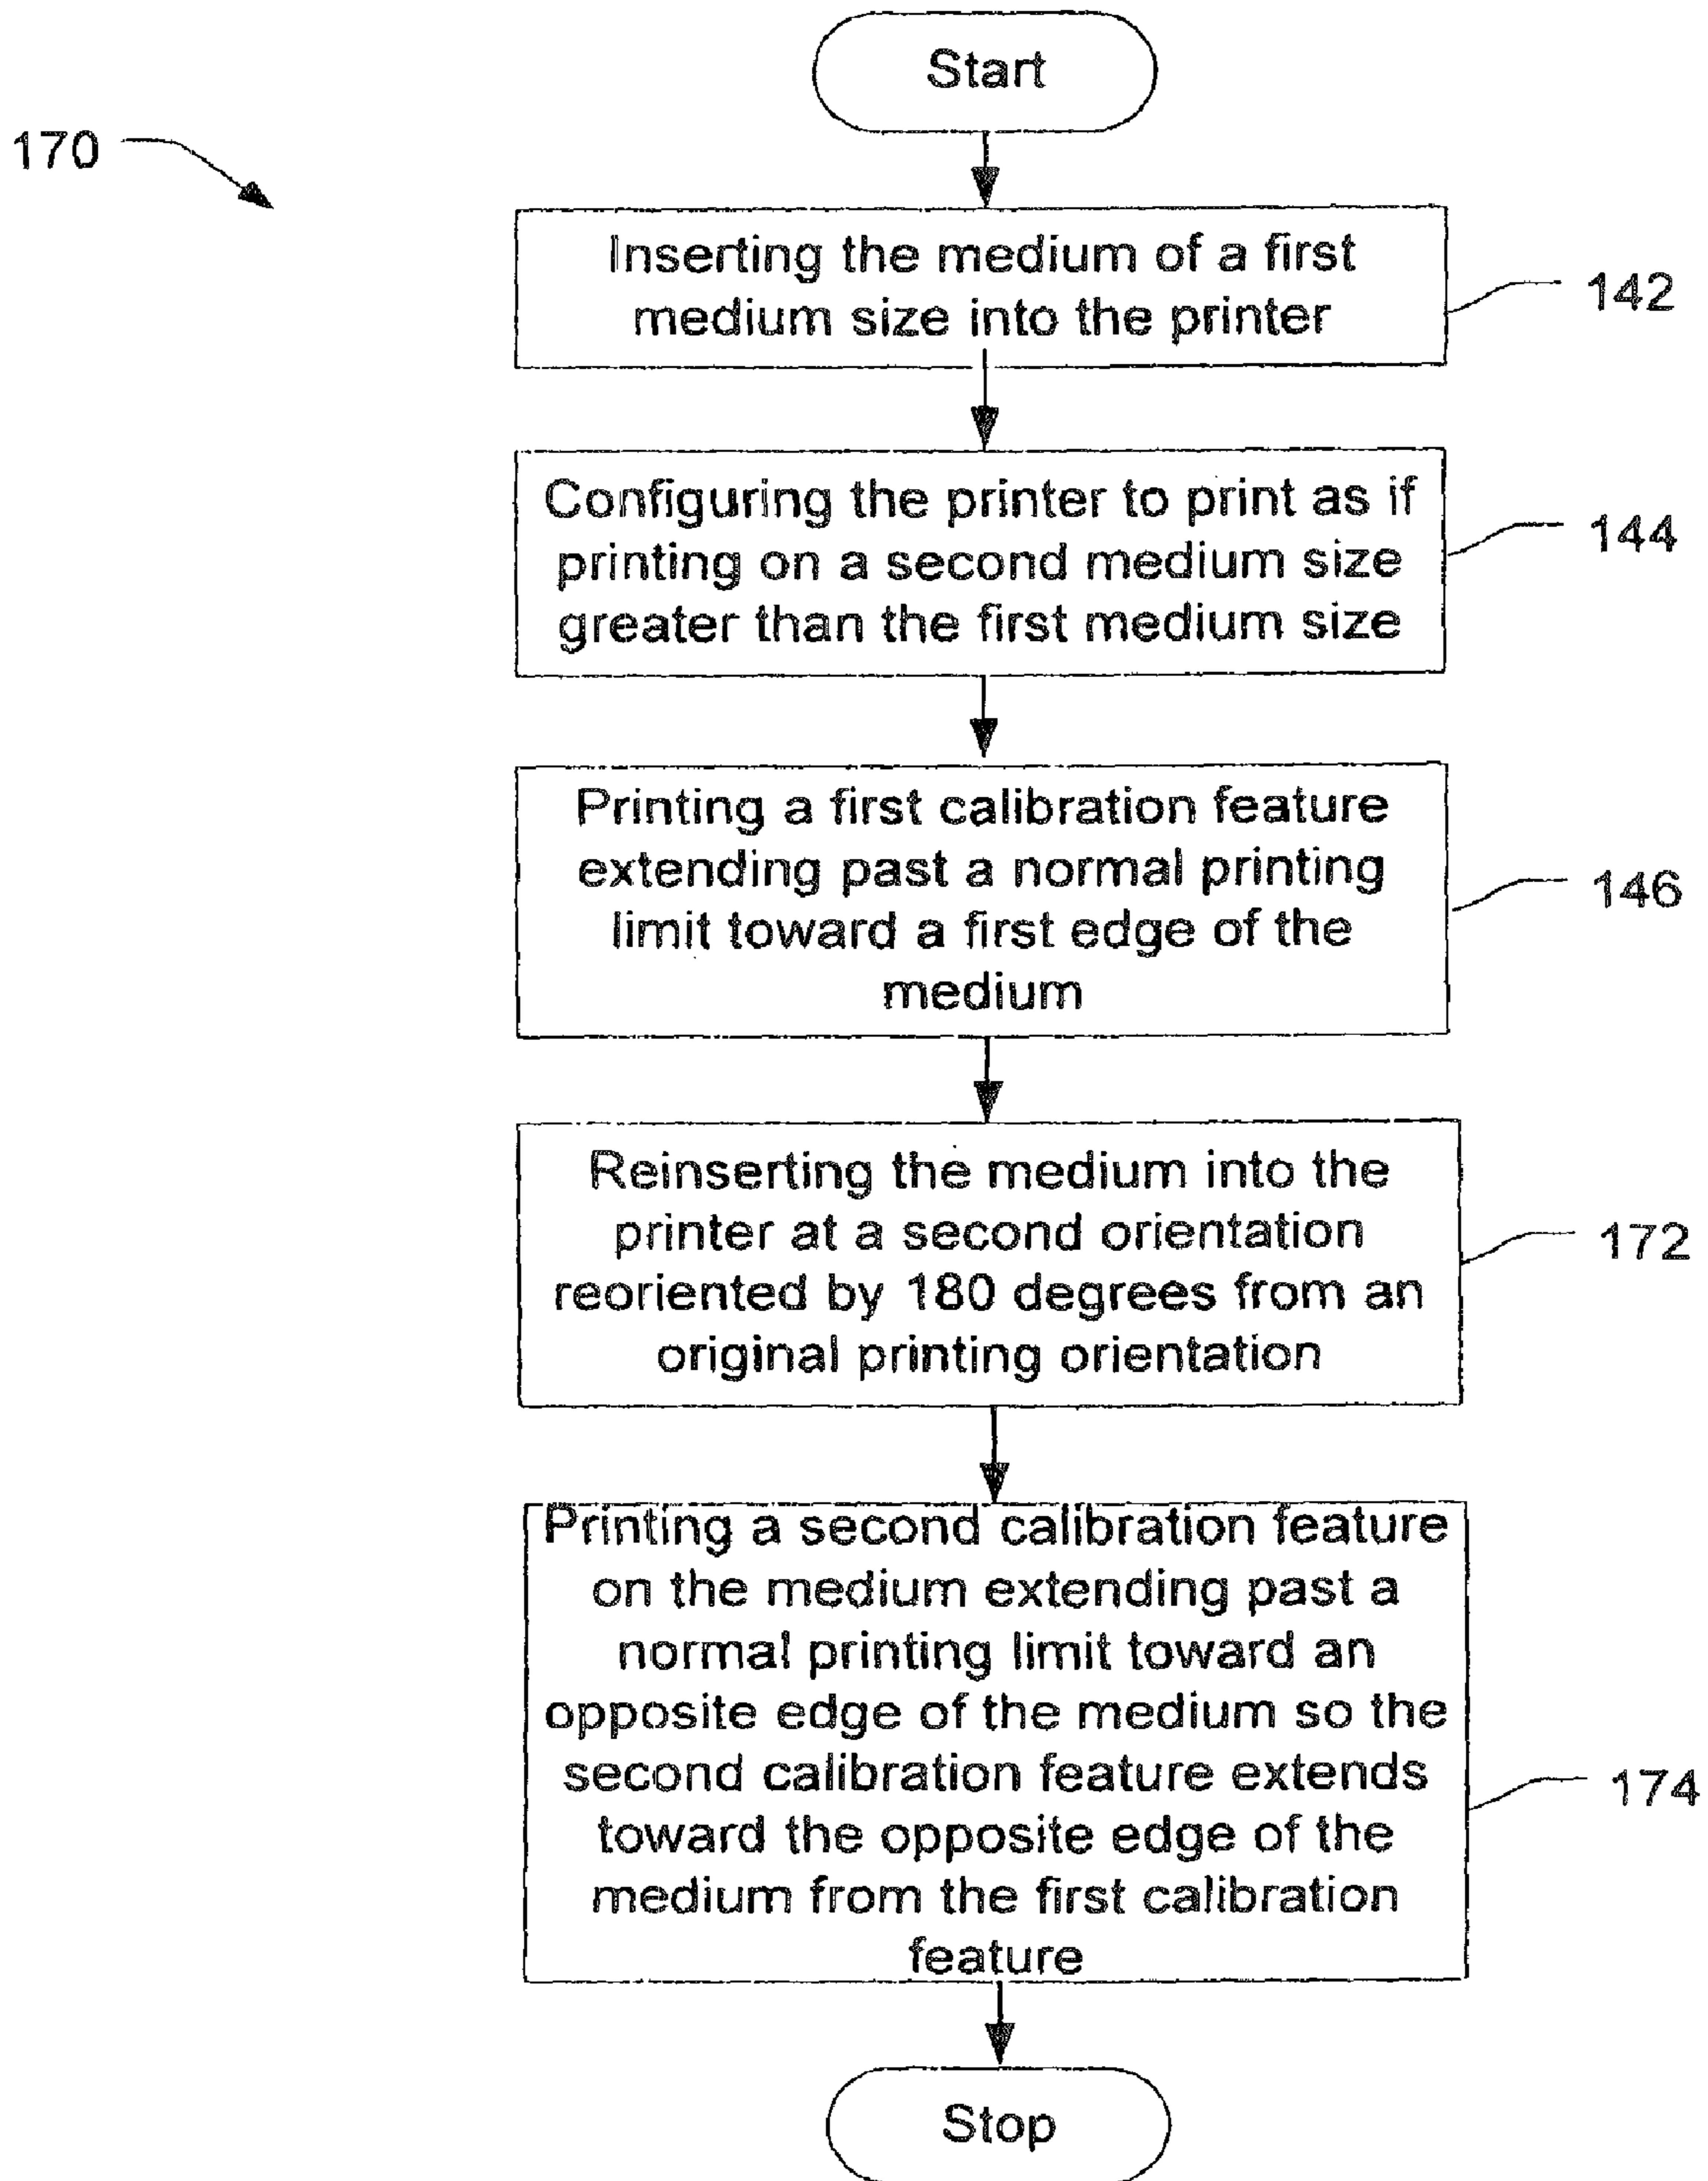 Start
170
Inserting the medium of a first
medium size into the printer
142
Configuring the printer to print as if
printing on a second medium size
greater than the first medium size
144
Printing a first calibration feature
extending past a normal printing
limit toward a first edge of the
medium
146
Reinserting the medium into the
printer at a second orientation
reoriented by 180 degrees from an
original printing orientation
172
Printing a second calibration feature
on the medium extending past a
normal printing limit toward an
opposite edge of the medium so the
second calibration feature extends
toward the opposite edge of the
medium from the first calibration
feature
174
Stop